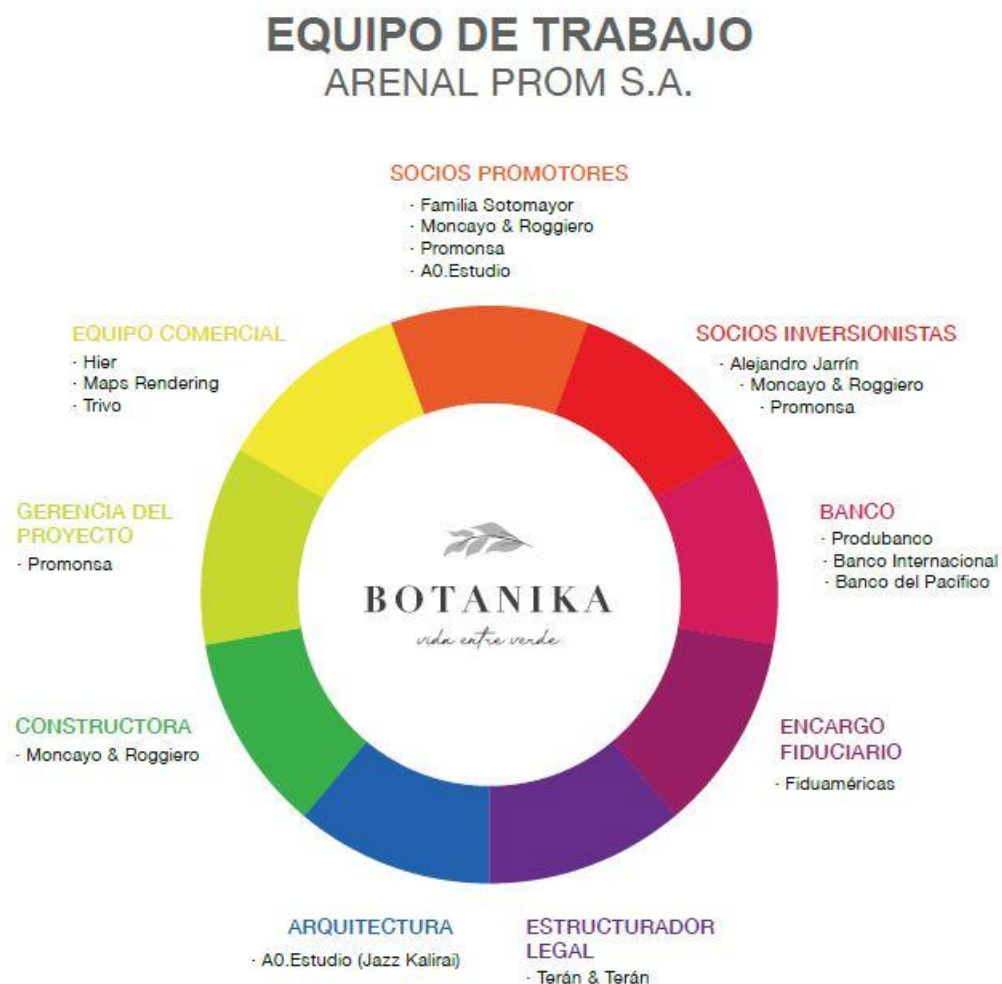 EQUIPO DE TRABAJO
ARENAL PROM S.A.
SOCIOS PROMOTORES
· Familia Sotomayor
· Moncayo & Roggiero
· Promonsa
· A0.Estudio
SOCIOS INVERSIONISTAS
· Alejandro Jarrín
· Moncayo & Roggiero
· Promonsa
BANCO
· Produbanco
· Banco Internacional
· Banco del Pacífico
ENCARGO
FIDUCIARIO
· Fiduaméricas
ESTRUCTURADOR
LEGAL
· Terán & Terán
ARQUITECTURA
· A0.Estudio (Jazz Kalirai)
CONSTRUCTORA
· Moncayo & Roggiero
GERENCIA DEL
PROYECTO
· Promonsa
EQUIPO COMERCIAL
· Hier
· Maps Rendering
· Trivo
BOTANIKA
vida entre verde